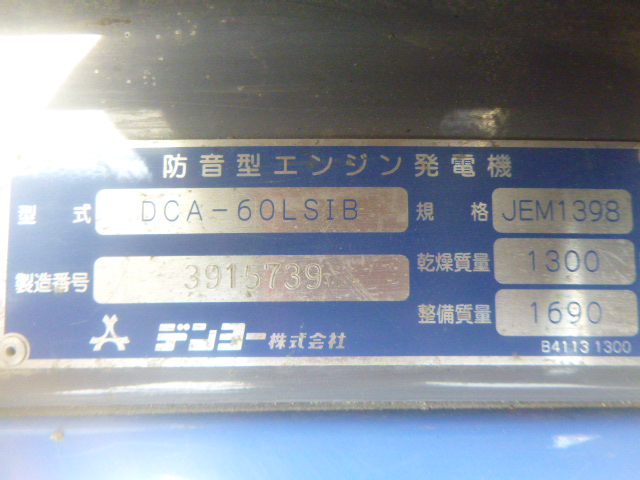 防音型エンジン発電機
型式 DCA-60LSIB 規格 JEM1398
製造番号 3915739 乾燥質量 1300
整備質量 1690
デンヨー株式会社
B4113 1300